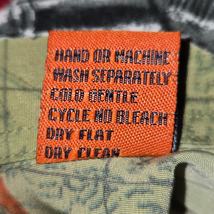 HAND OR MACHINE
WASH SEPARATELY
COLD GENTLE
CYCLE NO BLEACH
DRY FLAT
DRY CLEAN